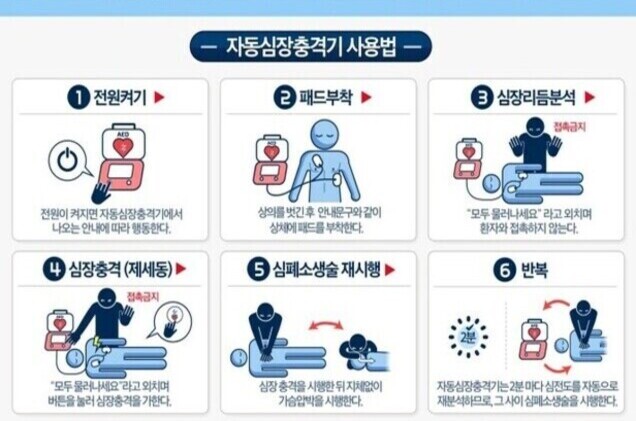 자동심장충격기 사용법
1 전원켜기
AED
전원이 켜지면 자동심장충격기에서
나오는 안내에 따라 행동한다.
2 패드부착
상의를 벗긴 후 안내문구와 같이
상체에 패드를 부착한다.
3 심장리듬분석
접촉금지
"모두 물러나세요" 라고 외치며
환자와 접촉하지 않는다.
4 심장충격 (제세동)
접촉금지
"모두 물러나세요"라고 외치며
버튼을 눌러 심장충격을 가한다.
5 심폐소생술 재시행
심장 충격을 시행한 뒤 지체없이
가슴압박을 시행한다.
6 반복
2분
자동심장충격기는 2분 마다 심전도를 자동으로
재분석하므로, 그 사이 심폐소생술을 시행한다.